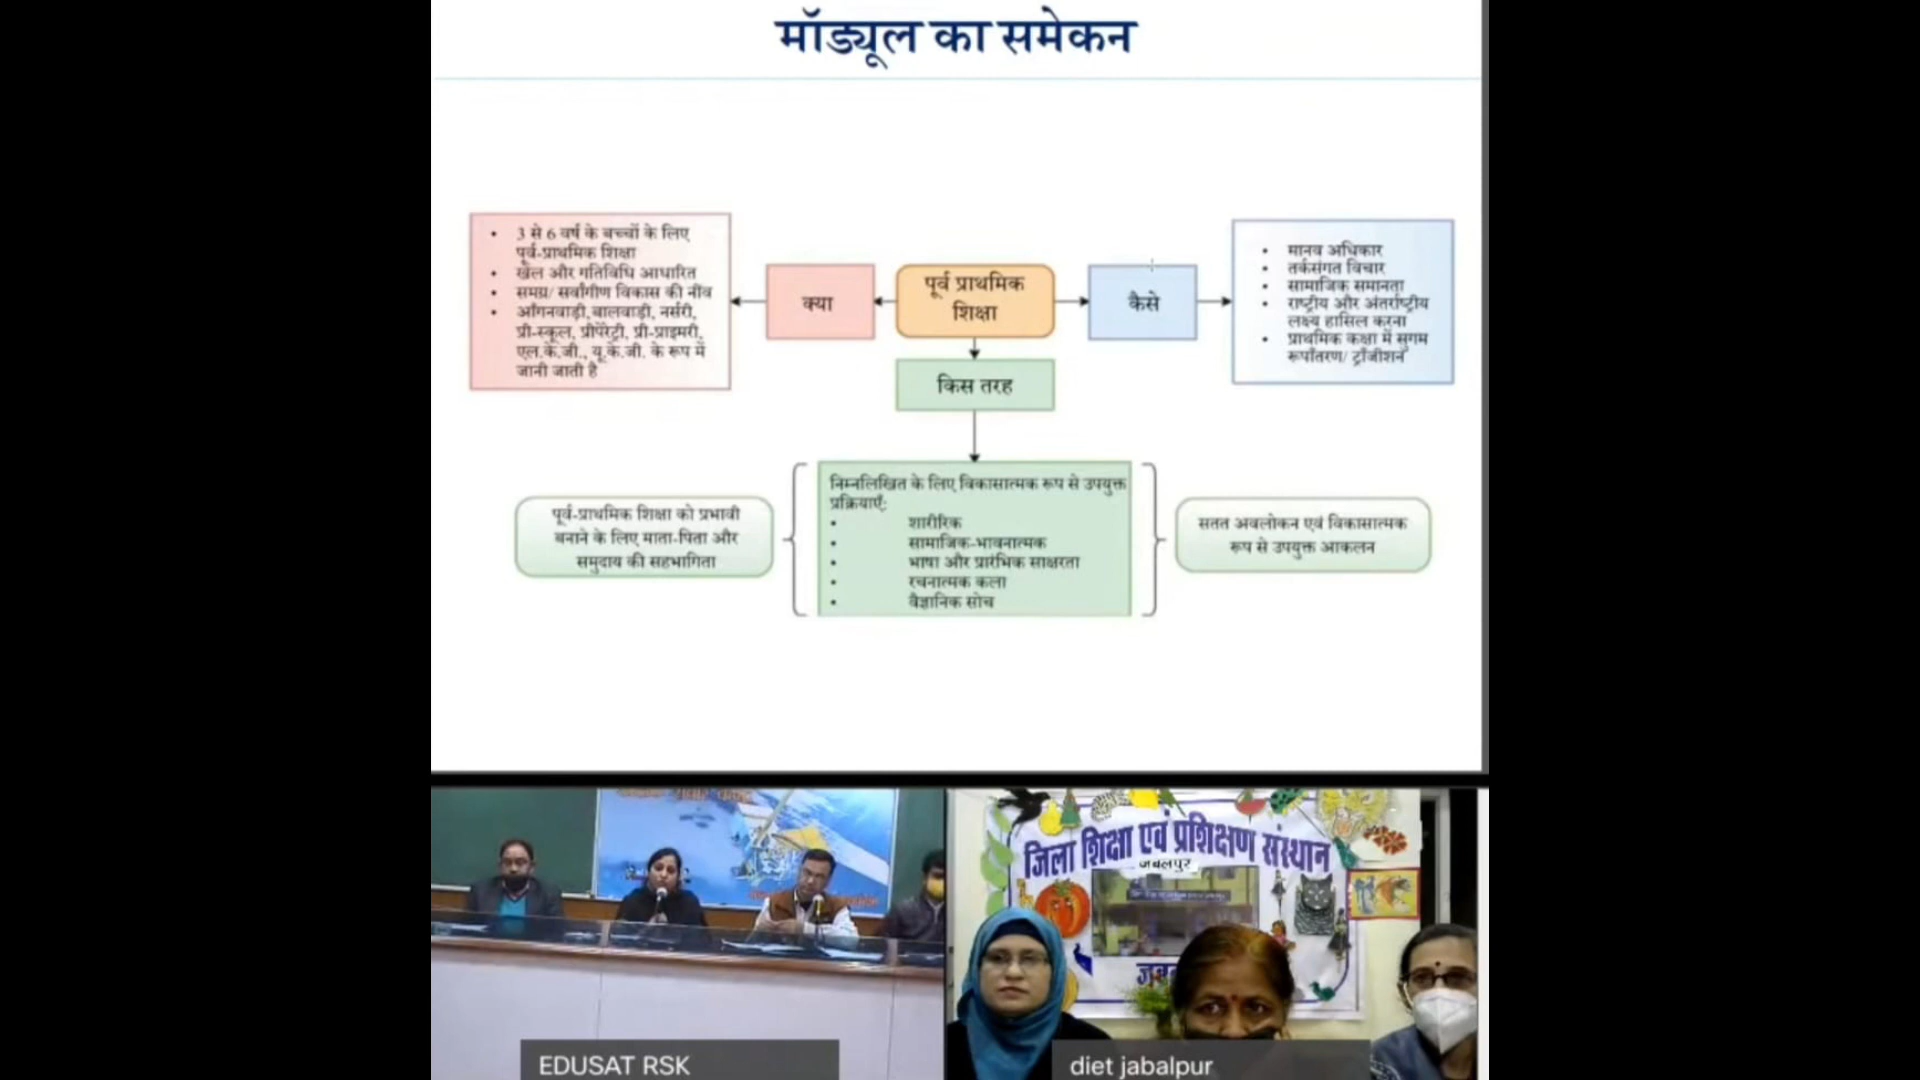 मॉड्यूल का समेकन
3 से 6 वर्ष के बच्चों के लिए
पूर्व-प्राथमिक शिक्षा
खेल और गतिविधि आधारित
समग्र/ सर्वांगीण विकास की नींव
आँगनवाड़ी, बालवाड़ी, नर्सरी,
प्री-स्कूल, प्रीपेरेट्री, प्री-प्राइमरी,
एल.के.जी., यू.के.जी. के रूप में
जानी जाती है
क्या
पूर्व प्राथमिक
शिक्षा
कैसे
मानव अधिकार
तर्कसंगत विचार
सामाजिक समानता
राष्ट्रीय और अंतर्राष्ट्रीय
लक्ष्य हासिल करना
प्राथमिक कक्षा में सुगम
रूपाँतरण/ ट्राँजीशन
किस तरह
पूर्व-प्राथमिक शिक्षा को प्रभावी
बनाने के लिए माता-पिता और
समुदाय की सहभागिता
निम्नलिखित के लिए विकासात्मक रूप से उपयुक्त
प्रक्रियाएँ:
शारीरिक
सामाजिक-भावनात्मक
भाषा और प्रारंभिक साक्षरता
रचनात्मक कला
वैज्ञानिक सोच
सतत अवलोकन एवं विकासात्मक
रूप से उपयुक्त आकलन
जिला शिक्षा एवं प्रशिक्षण संस्थान
जबलपुर
EDUSAT RSK
diet jabalpur